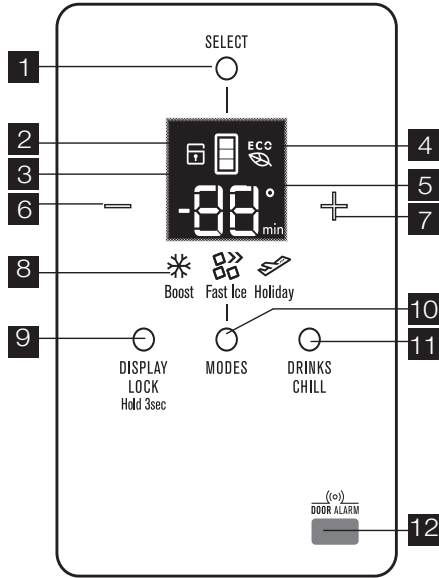 SELECT
1
2
ECO
4
3
5
6
-88°
7
min
8
Boost Fast Ice Holiday
10
9
11
DISPLAY LOCK
Hold 3sec
MODES
DRINKS CHILL
((o))
DOOR ALARM
12